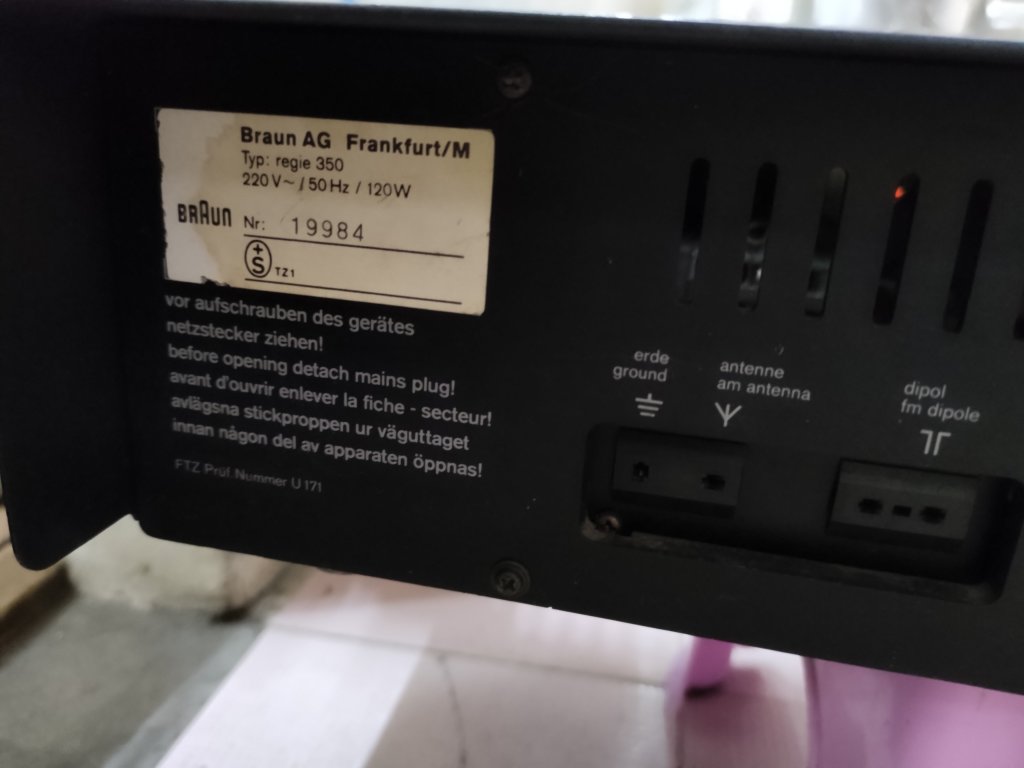 Braun AG Frankfurt/M
Typ: regie 350
220 V~ / 50 Hz / 120W
BRAUN Nr: 19984
+S TZ1
vor aufschrauben des gerätes
netzstecker ziehen!
before opening detach mains plug!
avant d'ouvrir enlever la fiche - secteur!
avlägsna stickproppen ur väguttaget
innan någon del av apparaten öppnas!
FTZ Prüf Nummer U 171
erde
ground
antenne
am antenna
dipol
fm dipole